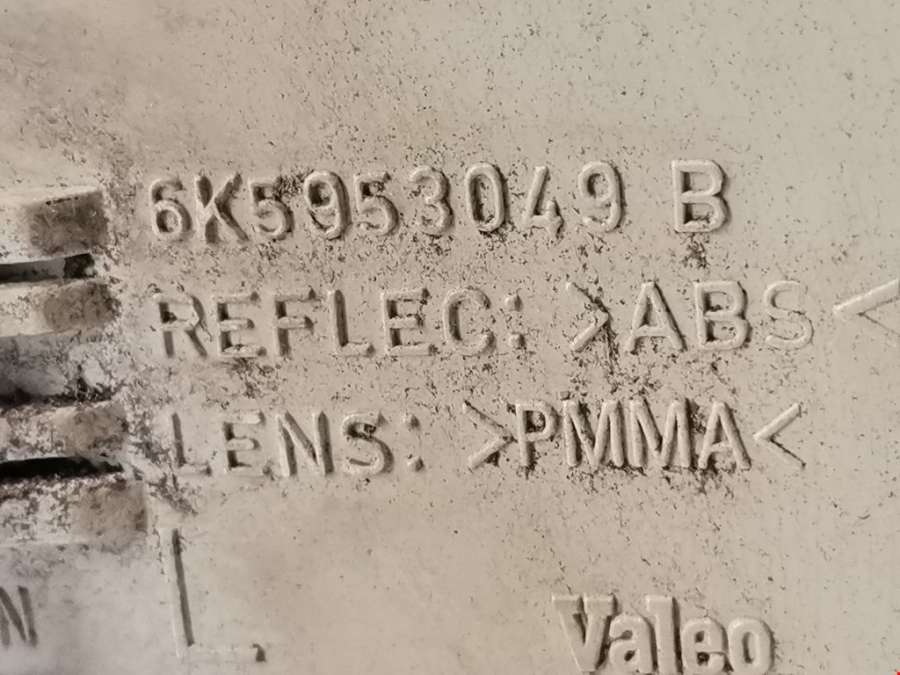 6K5953049 B
REFLEC: >ABS<
LENS: >PMMA<
N
L
Valeo